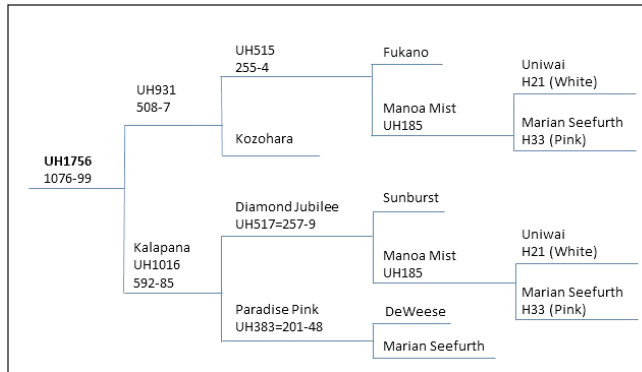 UH515
255-4
Fukano
Uniwai
H21 (White)
UH931
508-7
Manoa Mist
UH185
Marian Seefurth
H33 (Pink)
Kozohara
UH1756
1076-99
Diamond Jubilee
UH517=257-9
Sunburst
Uniwai
H21 (White)
Kalapana
UH1016
592-85
Manoa Mist
UH185
Marian Seefurth
H33 (Pink)
Paradise Pink
UH383=201-48
DeWeese
Marian Seefurth